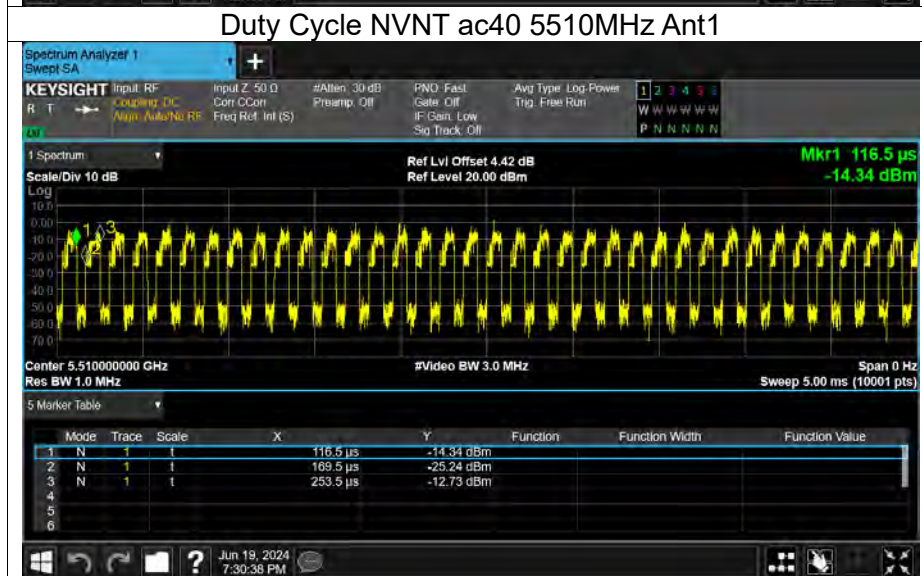 Duty Cycle NVNT ac40 5510MHz Ant1
Spectrum Analyzer 1
Swept SA
+
KEYSIGHT Input: RF Input Z: 50 Ω #Atten: 30 dB PNO: Fast Avg Type: Log-Power 1 2 3 4 5 6
R T Coupling: DC Corr CCorr Preamp: Off Gate: Off Trig: Free Run W W W W W W
Align: Auto/No RF Freq Ref: Int (S) IF Gain: Low
Sig Track: Off P N N N N N
LXI
1 Spectrum Ref Lvl Offset 4.42 dB Mkr1 116.5 µs
Scale/Div 10 dB Ref Level 20.00 dBm -14.34 dBm
Log
10.0
0.00
-10.0
-20.0
-30.0
-40.0
-50.0
-60.0
-70.0
1
2
3
Center 5.510000000 GHz #Video BW 3.0 MHz Span 0 Hz
Res BW 1.0 MHz Sweep 5.00 ms (10001 pts)
5 Marker Table
Mode Trace Scale X Y Function Function Width Function Value
1 N 1 t 116.5 µs -14.34 dBm
2 N 1 t 169.5 µs -25.24 dBm
3 N 1 t 253.5 µs -12.73 dBm
4
5
6
? Jun 19, 2024
7:30:38 PM